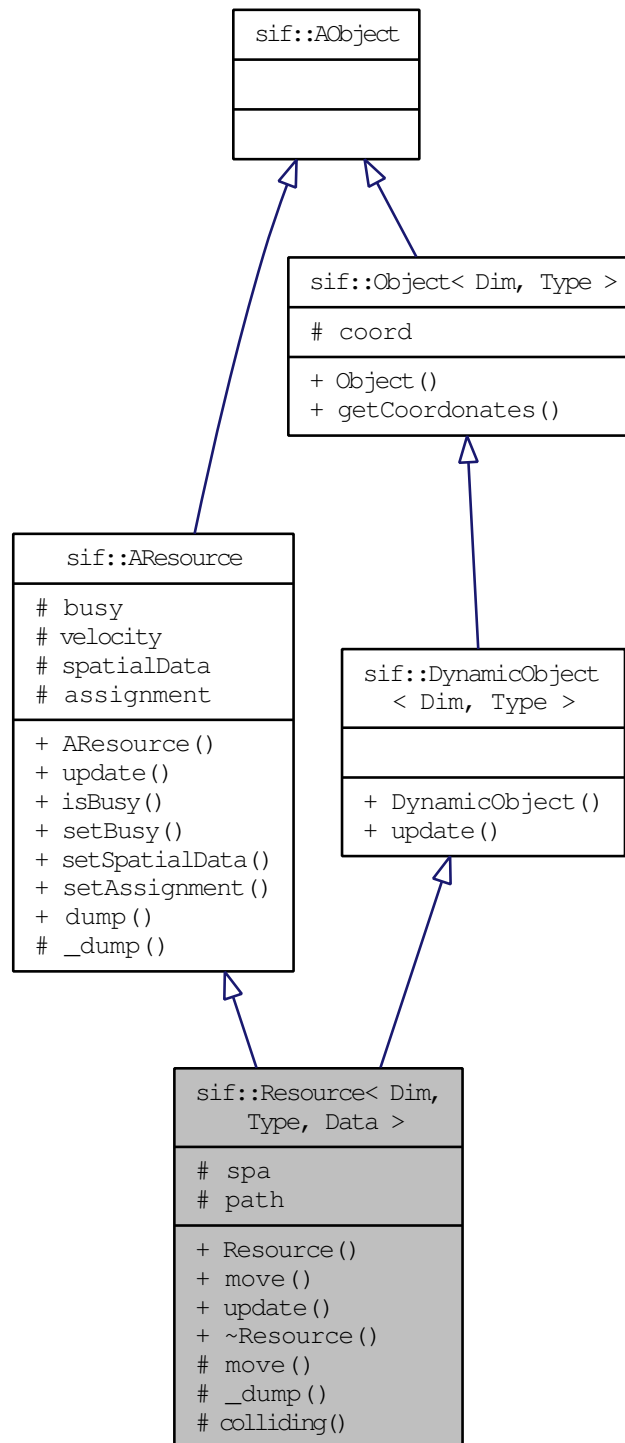 sif::AObject
sif::Object< Dim, Type >
# coord
+ Object()
+ getCoordonates()
sif::AResource
# busy
# velocity
# spatialData
# assignment
+ AResource()
+ update()
+ isBusy()
+ setBusy()
+ setSpatialData()
+ setAssignment()
+ dump()
# _dump()
sif::DynamicObject
< Dim, Type >
+ DynamicObject()
+ update()
sif::Resource< Dim,
Type, Data >
# spa
# path
+ Resource()
+ move()
+ update()
+ ~Resource()
# move()
# _dump()
# colliding()